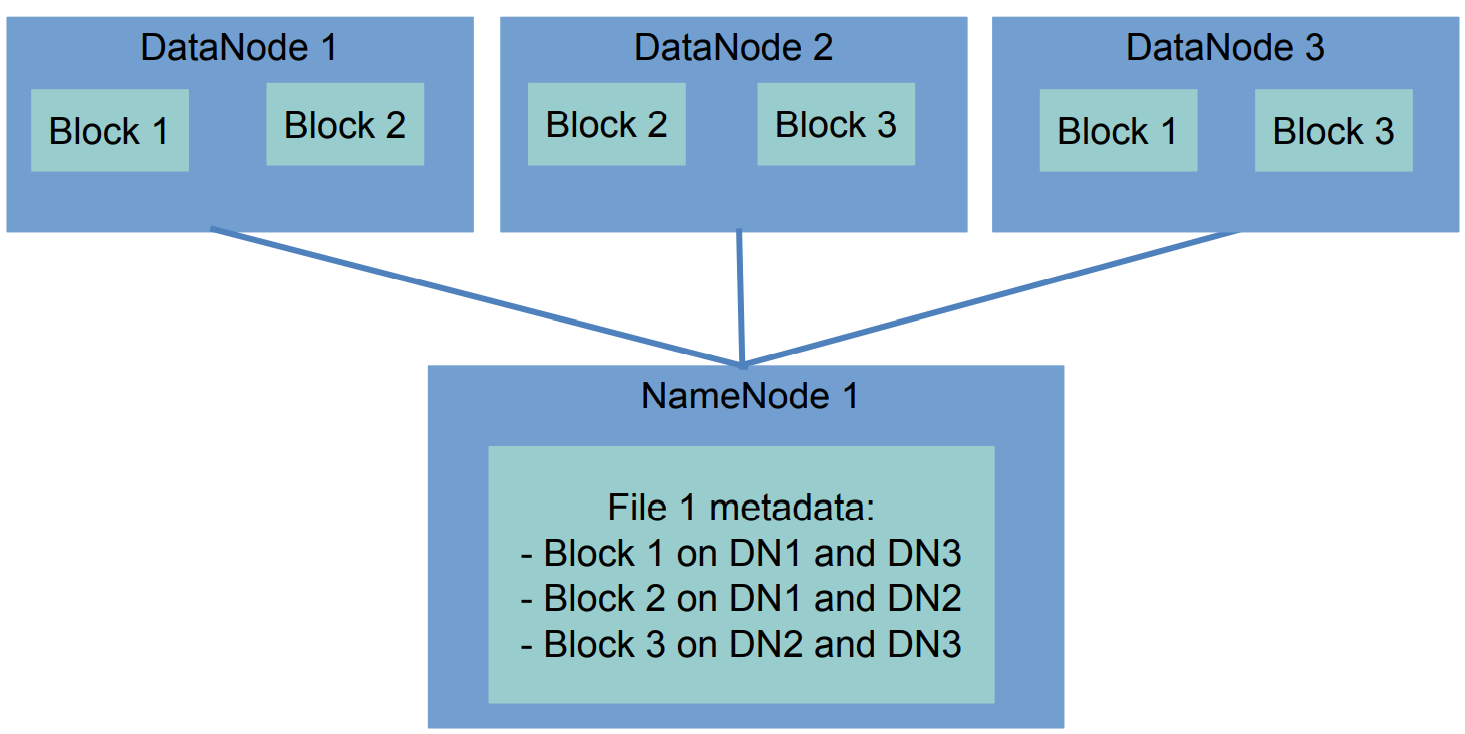 DataNode 1
Block 1
Block 2
DataNode 2
Block 2
Block 3
DataNode 3
Block 1
Block 3
NameNode 1
File 1 metadata:
- Block 1 on DN1 and DN3
- Block 2 on DN1 and DN2
- Block 3 on DN2 and DN3